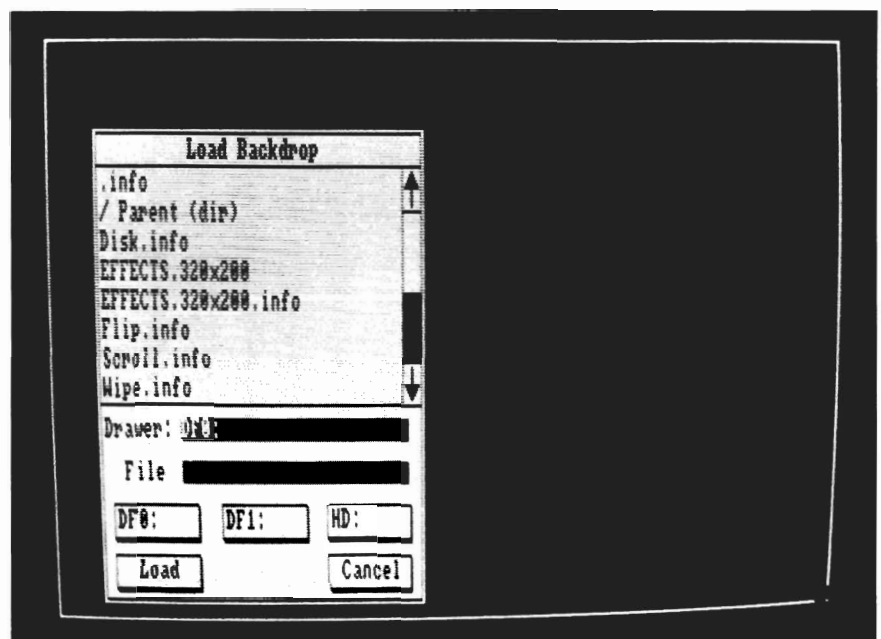 Load Backdrop
.info
/ Parent (dir)
Disk.info
EFFECTS.320x200
EFFECTS.320x200.info
Flip.info
Scroll.info
Wipe.info
Drawer:
File
DF0: DF1: HD:
Load Cancel